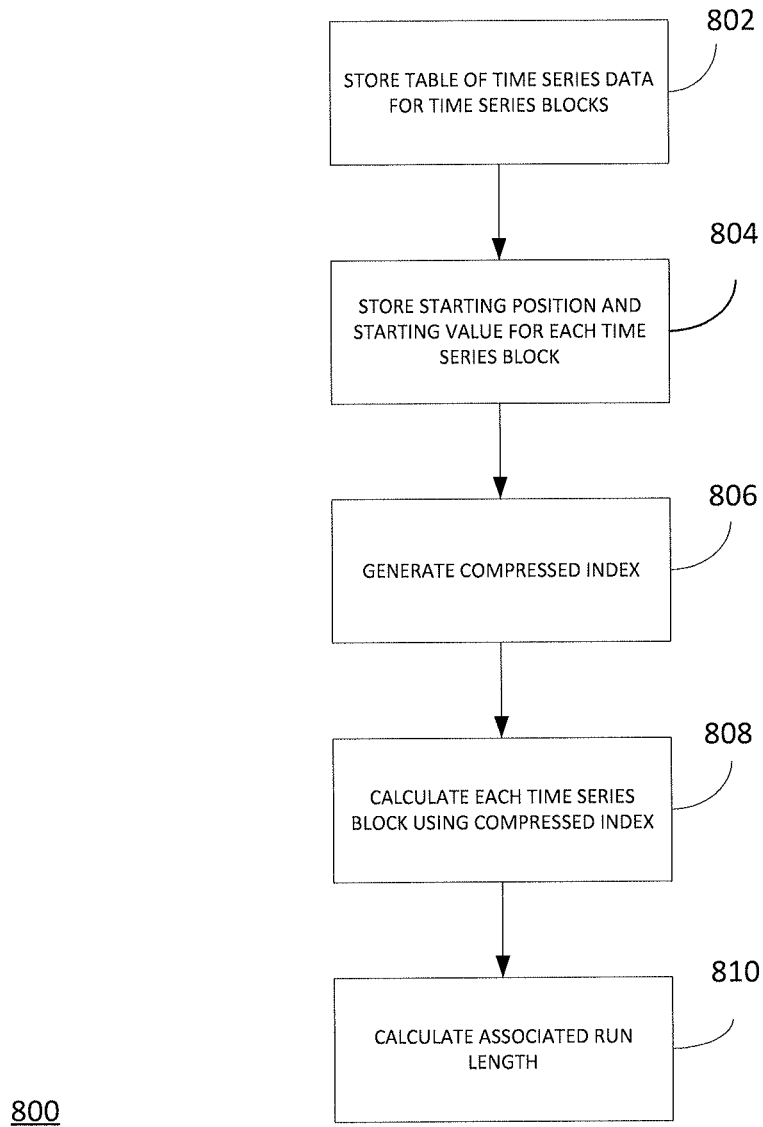 802
STORE TABLE OF TIME SERIES DATA
FOR TIME SERIES BLOCKS
804
STORE STARTING POSITION AND
STARTING VALUE FOR EACH TIME
SERIES BLOCK
806
GENERATE COMPRESSED INDEX
808
CALCULATE EACH TIME SERIES
BLOCK USING COMPRESSED INDEX
810
CALCULATE ASSOCIATED RUN
LENGTH
800